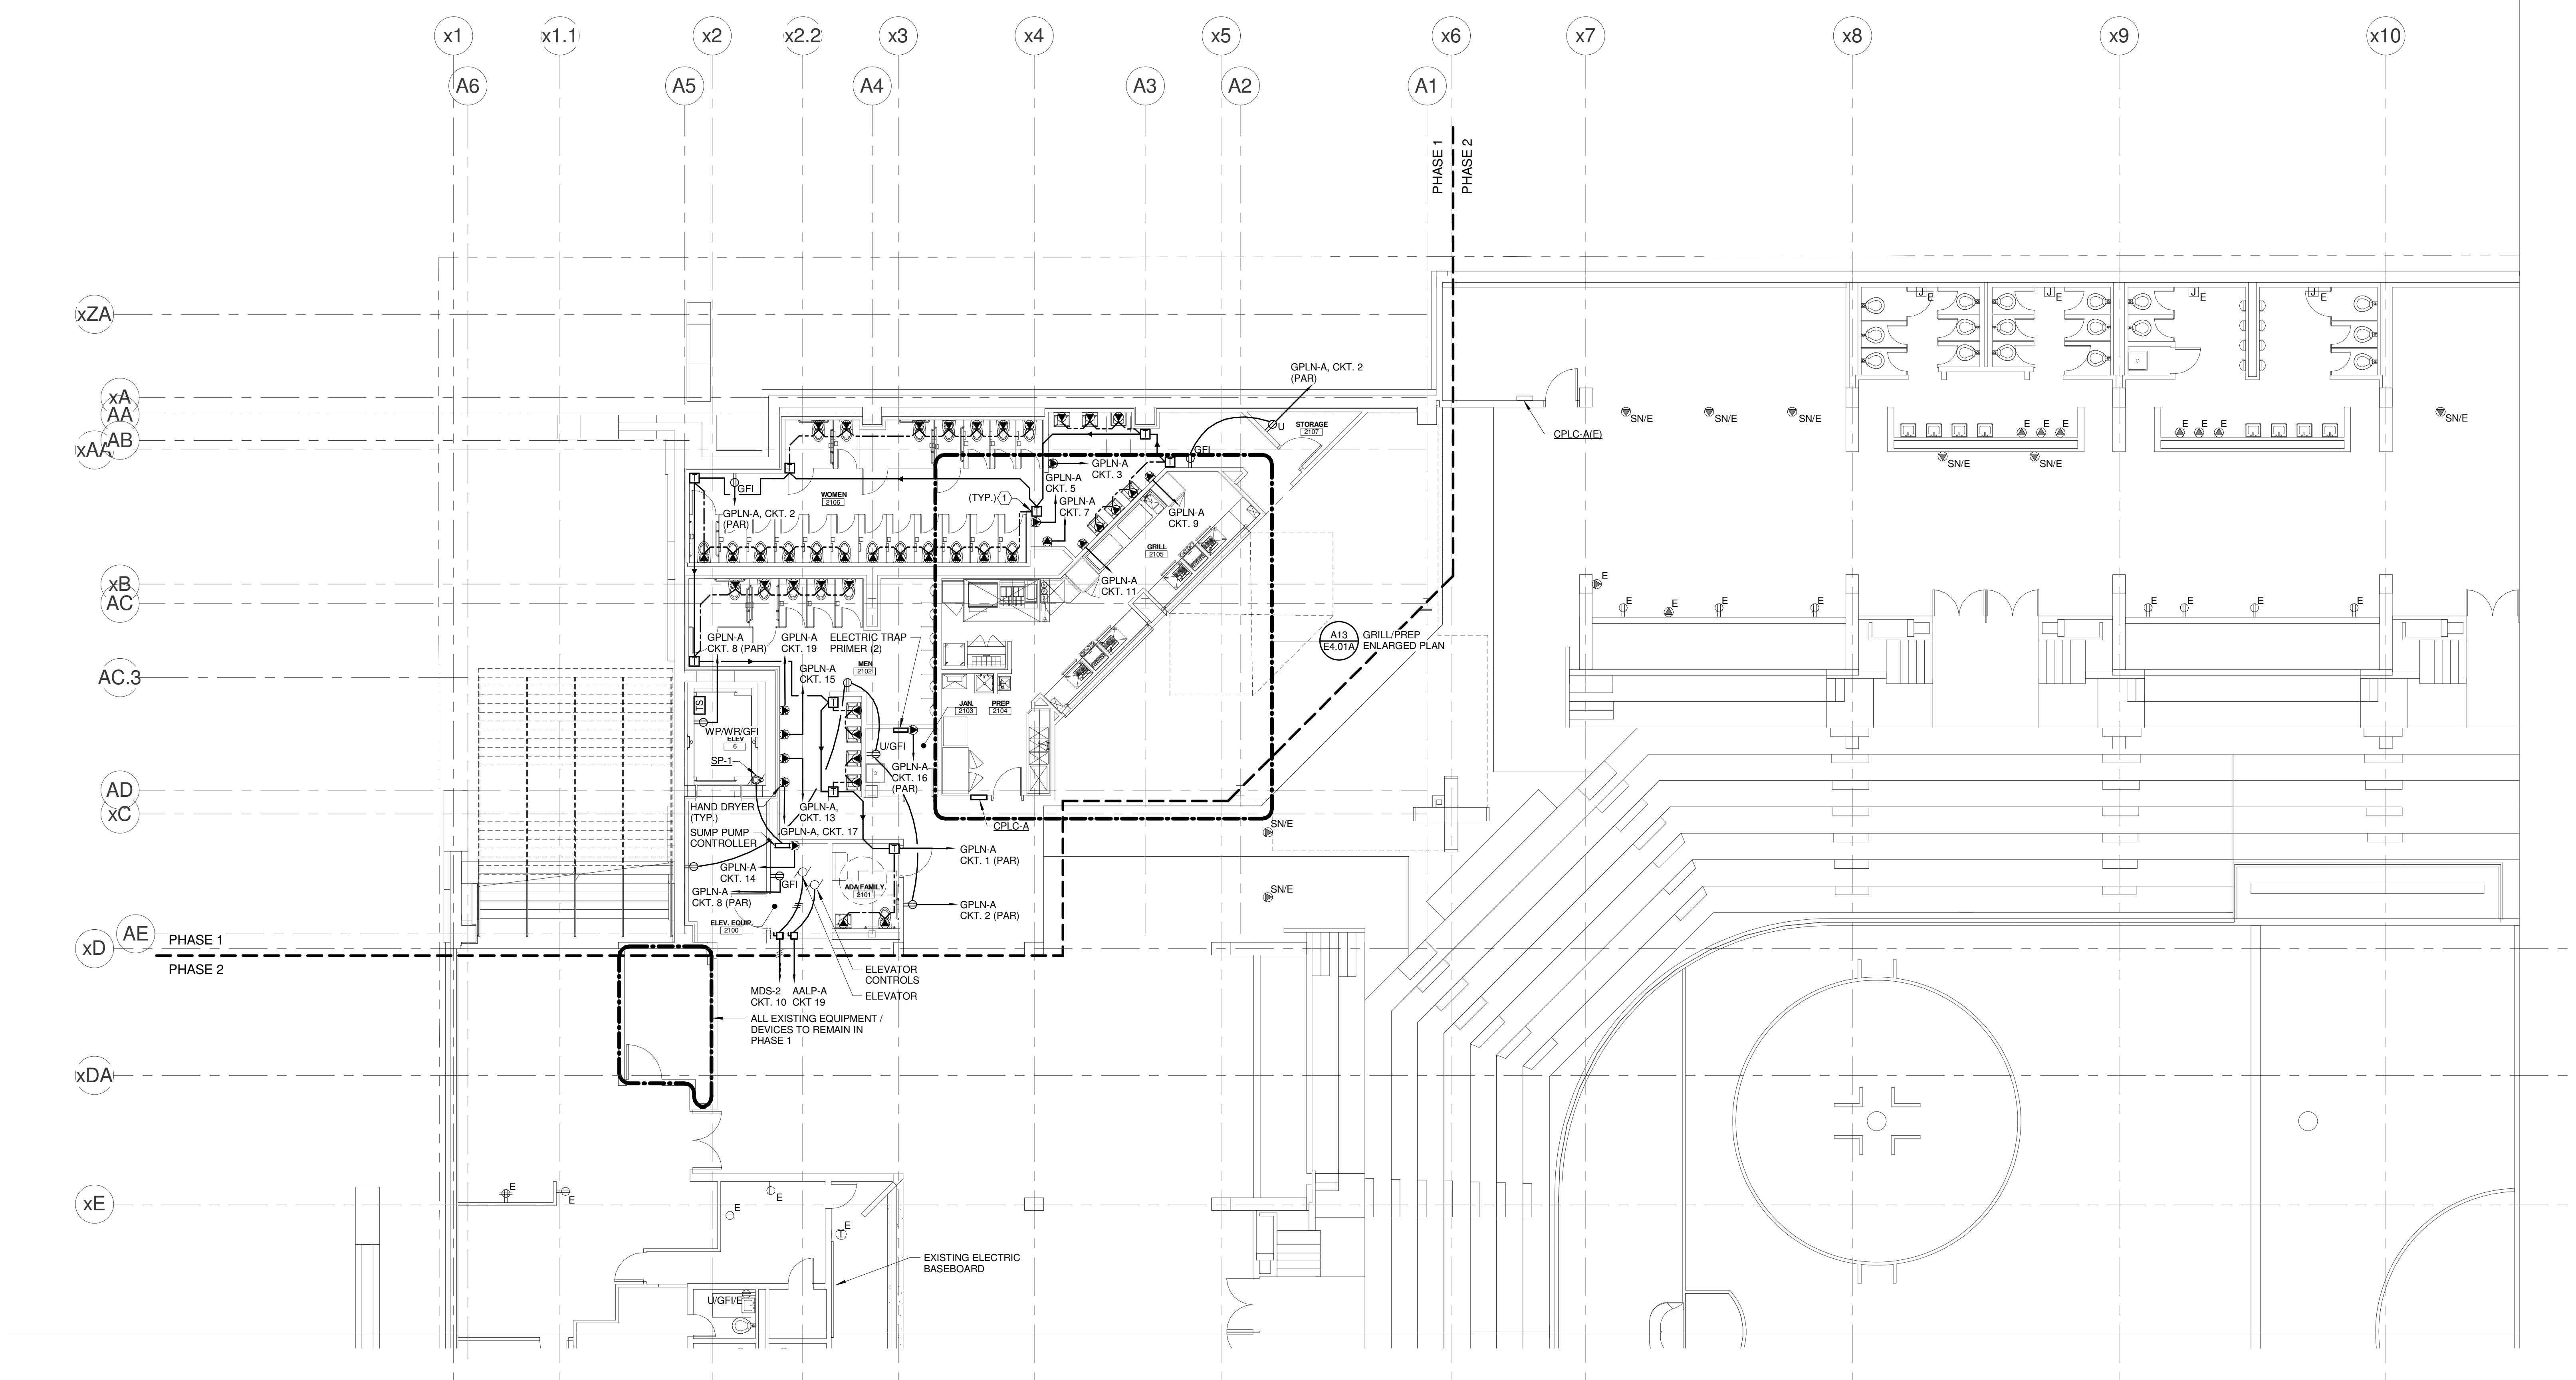 x1
x1.1
x2
x2.2
x3
x4
x5
x6
x7
x8
x9
x10
A6
A5
A4
A3
A2
A1
PHASE 1
PHASE 2
xZA
xA
AA
AB
xAA
xB
AC
AC.3
AD
xC
AE
xD
xDA
xE
GPLN-A, CKT. 2
(PAR)
U
STORAGE
2107
GFI
CPLC-A(E)
J
E
J
E
J
E
J
E
SN/E
SN/E
SN/E
SN/E
E
E
E
E
E
E
SN/E
SN/E
GPLN-A
CKT. 3
GPLN-A
CKT. 5
GPLN-A
CKT. 7
(TYP.)
1
GPLN-A
CKT. 9
GFI
WOMEN
2106
GPLN-A, CKT. 2
(PAR)
GRILL
2105
GPLN-A
CKT. 11
E
E
E
E
E
E
E
E
E
GPLN-A
CKT. 8 (PAR)
GPLN-A
CKT. 19
ELECTRIC TRAP
PRIMER (2)
A13
E4.01A
GRILL/PREP
ENLARGED PLAN
MEN
2102
GPLN-A
CKT. 15
TS
JAN.
2103
PREP
2104
WP/WR/GFI
ELEV
6
U/GFI
SP-1
GPLN-A
CKT. 16
(PAR)
HAND DRYER
(TYP.)
GPLN-A,
CKT. 13
CPLC-A
SUMP PUMP
CONTROLLER
GPLN-A, CKT. 17
SN/E
GPLN-A
CKT. 1 (PAR)
GPLN-A
CKT. 14
GFI
GPLN-A
CKT. 8 (PAR)
ADA FAMILY
2101
SN/E
GPLN-A
CKT. 2 (PAR)
ELEV. EQUIP.
2100
PHASE 1
PHASE 2
ELEVATOR
CONTROLS
ELEVATOR
MDS-2
CKT. 10
AALP-A
CKT 19
ALL EXISTING EQUIPMENT /
DEVICES TO REMAIN IN
PHASE 1
E
E
E
E
E
T
EXISTING ELECTRIC
BASEBOARD
U/GFI/E